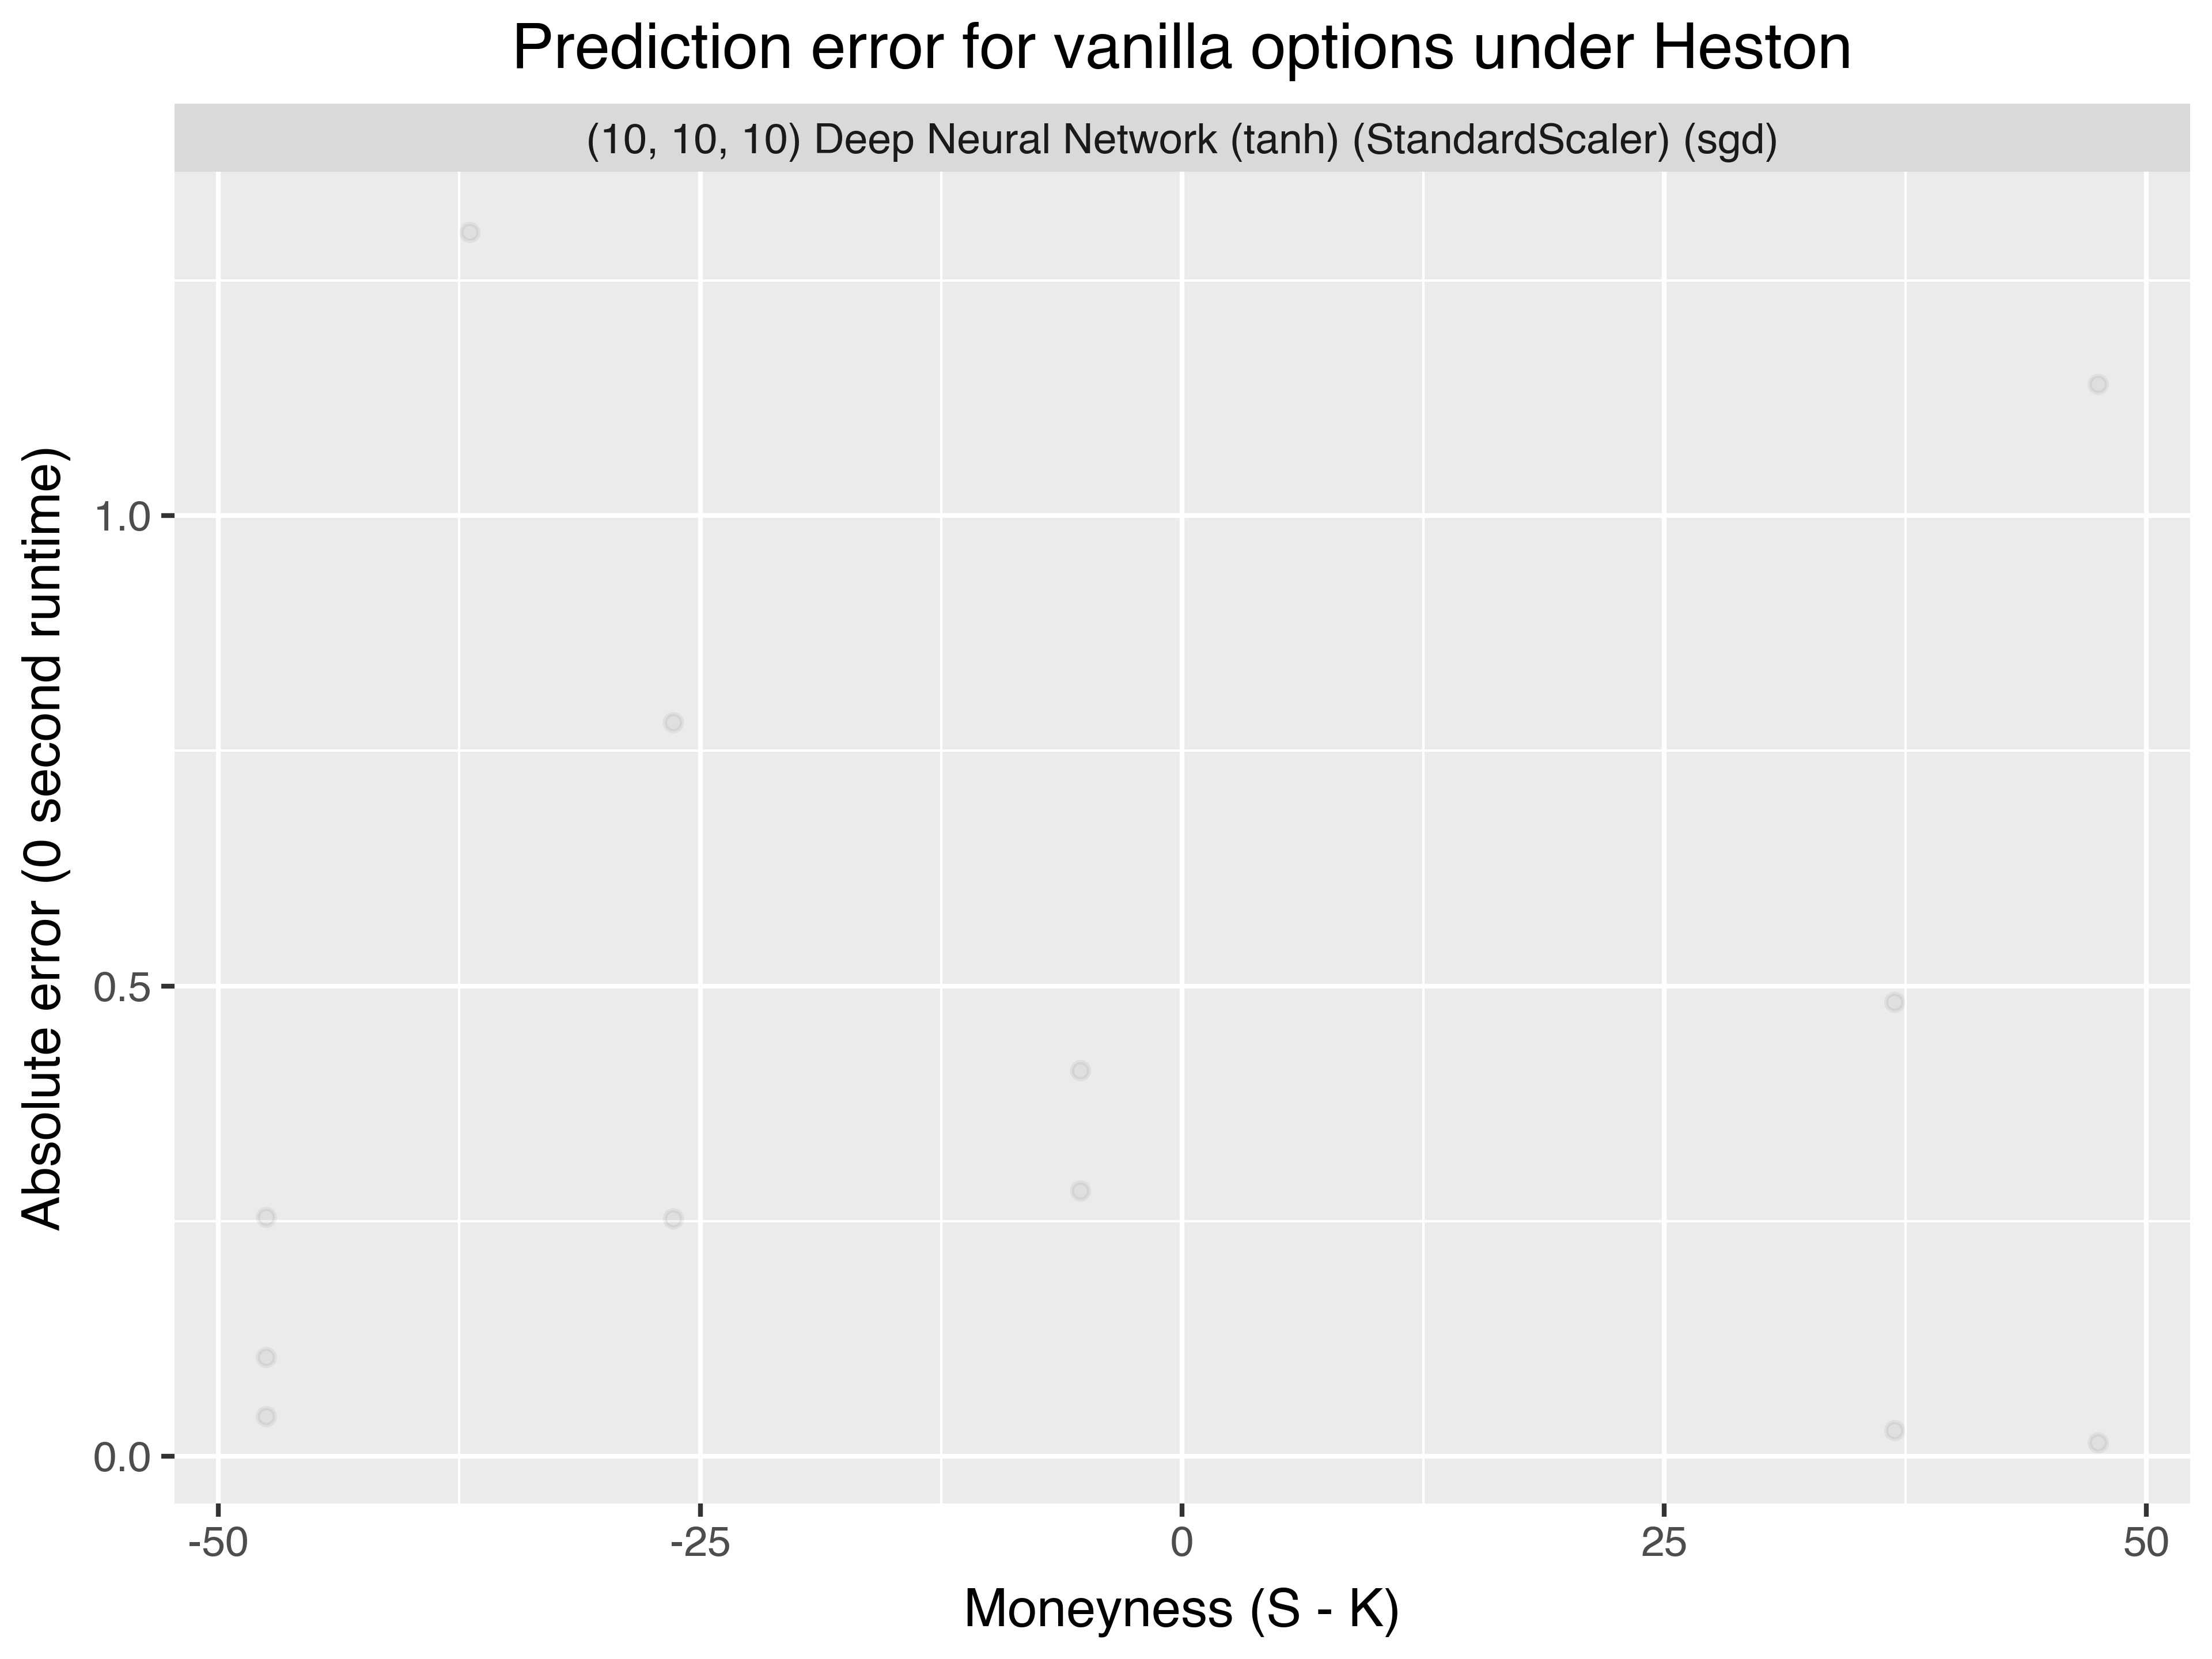 Prediction error for vanilla options under Heston
(10, 10, 10) Deep Neural Network (tanh) (StandardScaler) (sgd)
Absolute error (0 second runtime)
1.0
0.5
0.0
-50 -25 0 25 50
Moneyness (S - K)